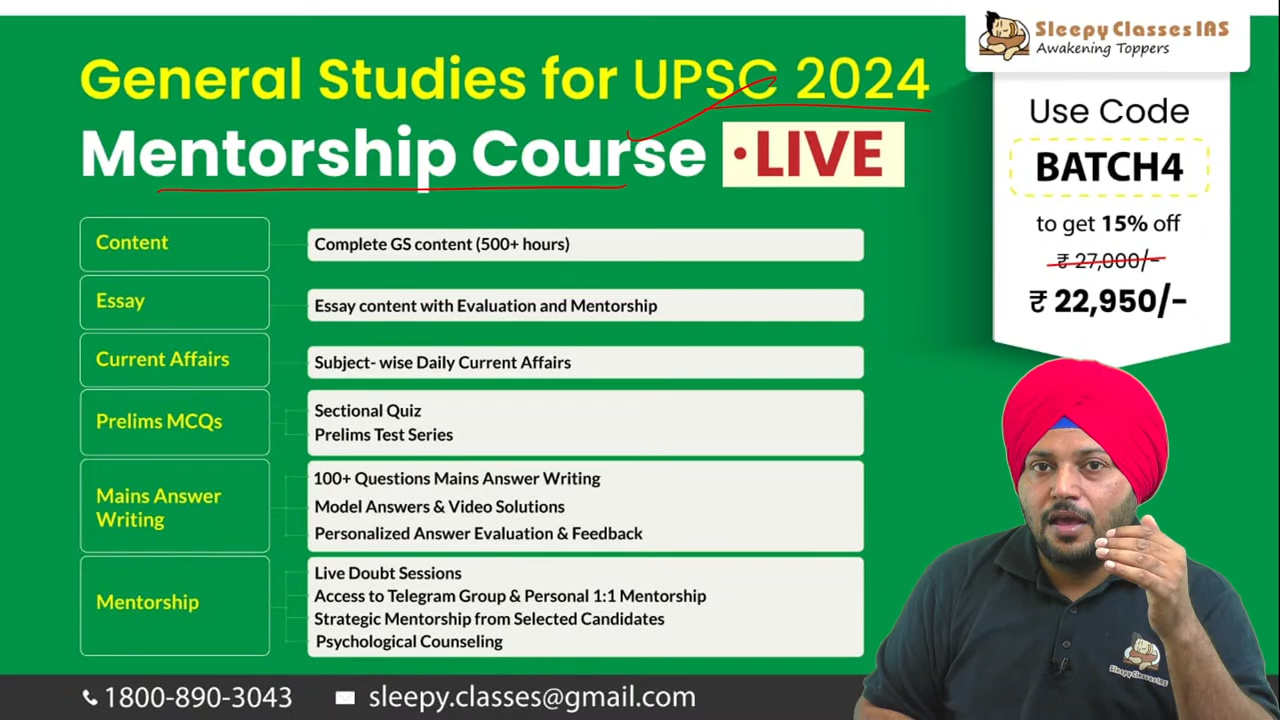 Sleepy Classes IAS
Awakening Toppers
General Studies for UPSC 2024
Mentorship Course
•LIVE
Use Code
BATCH4
to get 15% off
₹ 27,000/-
₹ 22,950/-
Content
Complete GS content (500+ hours)
Essay
Essay content with Evaluation and Mentorship
Current Affairs
Subject- wise Daily Current Affairs
Prelims MCQs
Sectional Quiz
Prelims Test Series
Mains Answer
Writing
100+ Questions Mains Answer Writing
Model Answers & Video Solutions
Personalized Answer Evaluation & Feedback
Mentorship
Live Doubt Sessions
Access to Telegram Group & Personal 1:1 Mentorship
Strategic Mentorship from Selected Candidates
Psychological Counseling
Sleepy Classes IAS
1800-890-3043
sleepy.classes@gmail.com